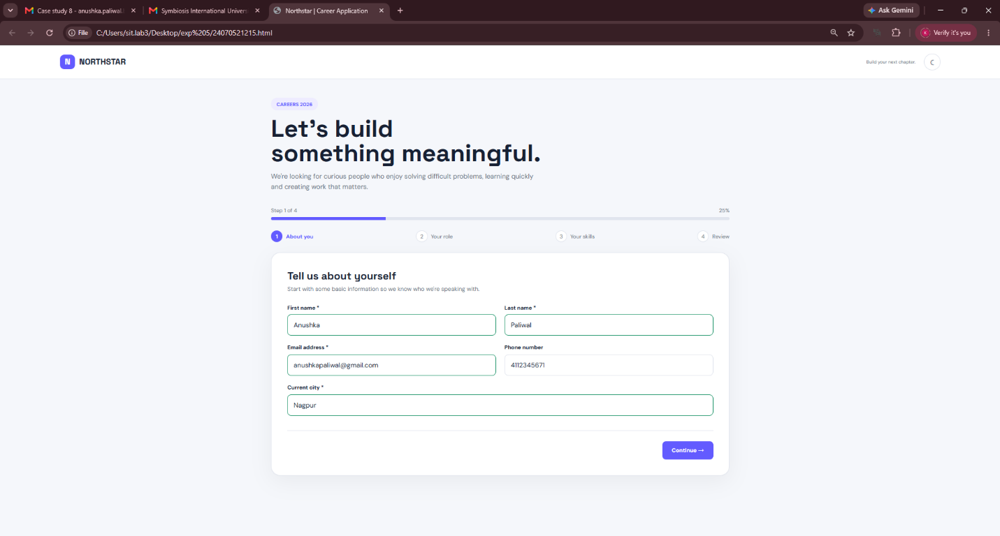 Case study 8 - anushka.paliwal.
Symbiosis International Univers
Northstar | Career Application
Ask Gemini
File
C:/Users/sit.lab3/Desktop/exp%205/24070521215.html
K
Verify it's you
N
NORTHSTAR
Build your next chapter.
CAREERS 2026
Let's build
something meaningful.
We're looking for curious people who enjoy solving difficult problems, learning quickly
and creating work that matters.
Step 1 of 4
25%
1 About you
2 Your role
3 Your skills
4 Review
Tell us about yourself
Start with some basic information so we know who we're speaking with.
First name *
Last name *
Anushka
Paliwal
Email address *
Phone number
anushkapaliwal@gmail.com
4112345671
Current city *
Nagpur
Continue →